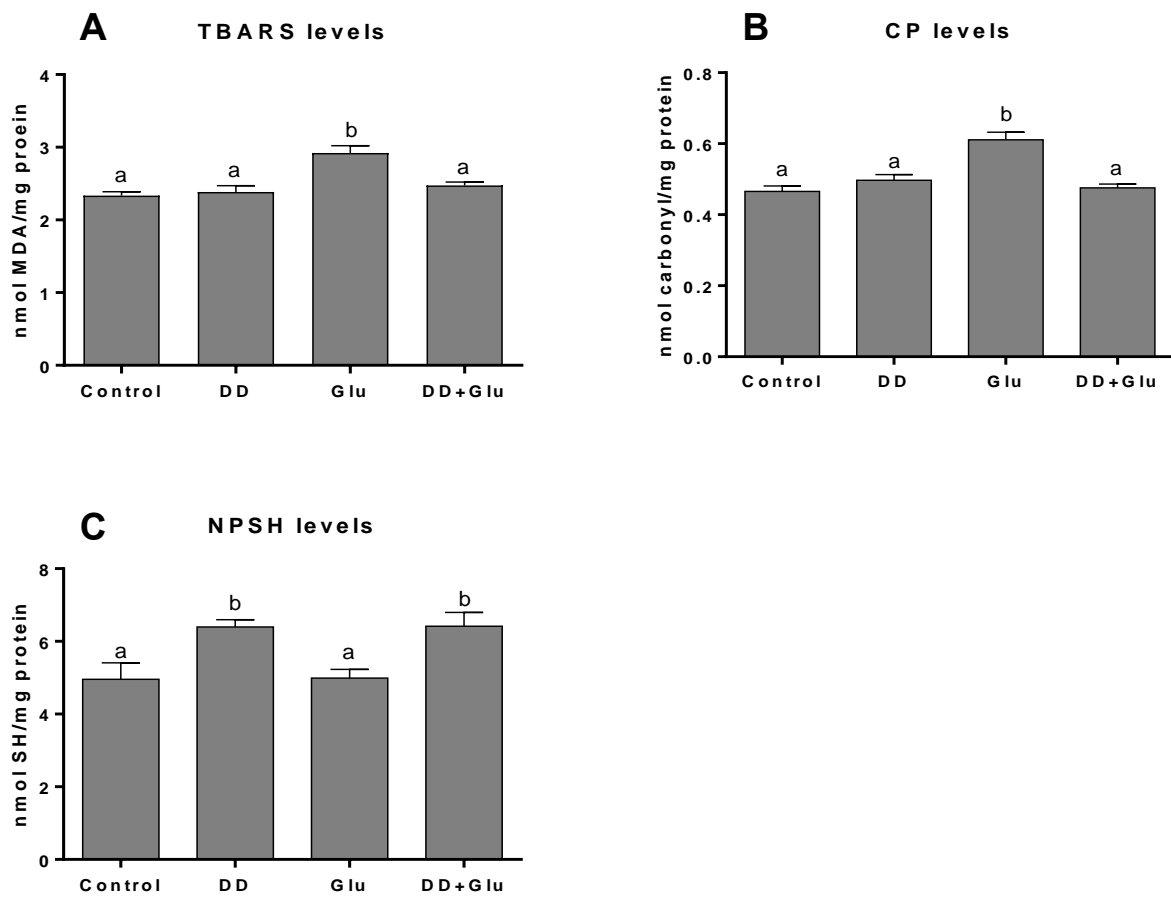 A
TBARS levels
nmol MDA/mg proein
4
3
2
1
0
a
a
b
a
Control
DD
Glu
DD+Glu
B
CP levels
nmol carbonyl/mg protein
0.8
0.6
0.4
0.2
0.0
a
a
b
a
Control
DD
Glu
DD+Glu
C
NPSH levels
nmol SH/mg protein
8
6
4
2
0
a
b
a
b
Control
DD
Glu
DD+Glu